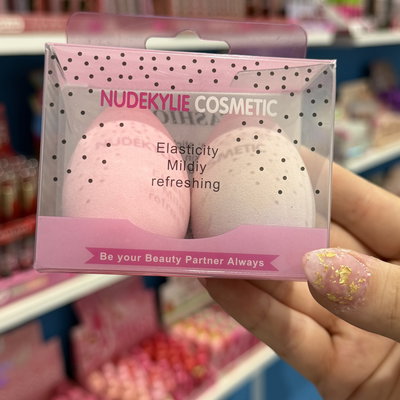 NUDEKYLIE COSMETIC
Elasticity
Mildiy
refreshing
Be your Beauty Partner Always